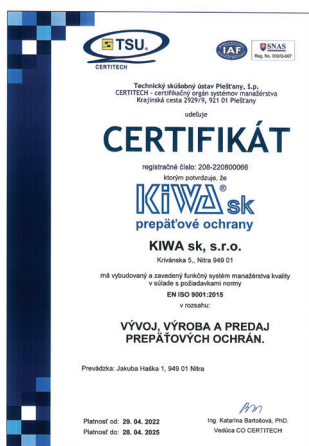 TSÚ.
CERTITECH
IAF
SNAS
Reg. No. 009/Q-007
Technický skúšobný ústav Piešťany, š.p.
CERTITECH - certifikačný orgán systémov manažérstva
Krajinská cesta 2929/9, 921 01 Piešťany
udeľuje
CERTIFIKÁT
registračné číslo: 206-220800066
ktorým potvrdzuje, že
KiWA® sk
prepäťové ochrany
KIWA sk, s.r.o.
Krivánska 5,, Nitra 949 01
má vybudovaný a zavedený funkčný systém manažérstva kvality
v súlade s požiadavkami normy
EN ISO 9001:2015
v rozsahu:
VÝVOJ, VÝROBA A PREDAJ
PREPÄŤOVÝCH OCHRÁN.
Prevádzka: Jakuba Haška 1, 949 01 Nitra
Platnosť od: 29. 04. 2022
Platnosť do: 28. 04. 2025
Ing. Katarína Bartošová, PhD.
Vedúca CO CERTITECH